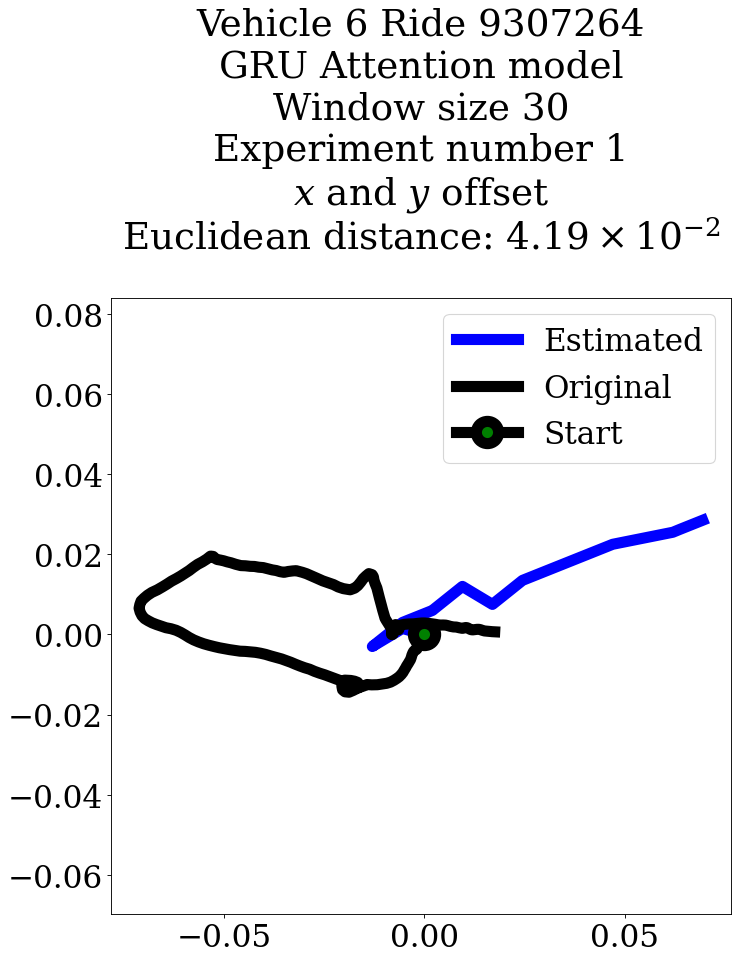 Vehicle 6 Ride 9307264
GRU Attention model
Window size 30
Experiment number 1
x and y offset
Euclidean distance: 4.19 × 10⁻²
Estimated
Original
Start
0.08
0.06
0.04
0.02
0.00
−0.02
−0.04
−0.06
−0.05
0.00
0.05